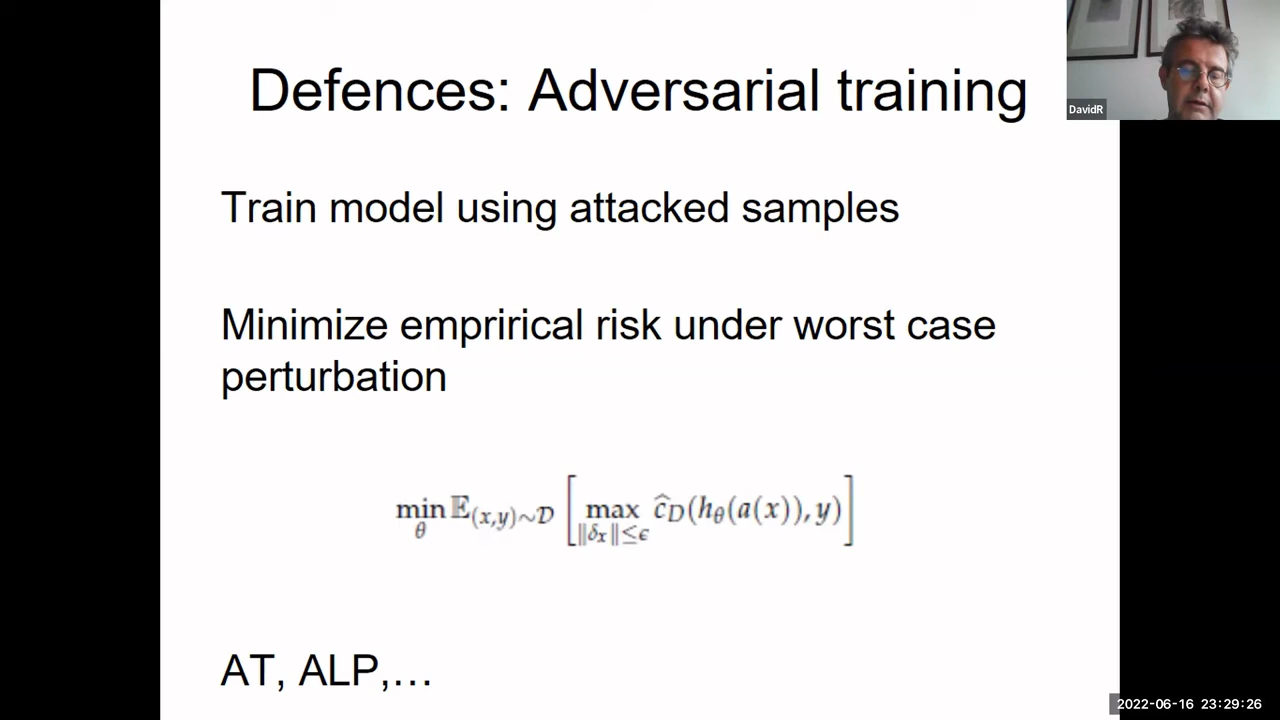 Defences: Adversarial training
DavidR
Train model using attacked samples
Minimize emprirical risk under worst case
perturbation
min_θ 𝔼_{(x,y)∼𝒟} [ max_{‖δ_x‖≤ϵ} ĉ_D(h_θ(a(x)), y) ]
AT, ALP,…
2022-06-16 23:29:26